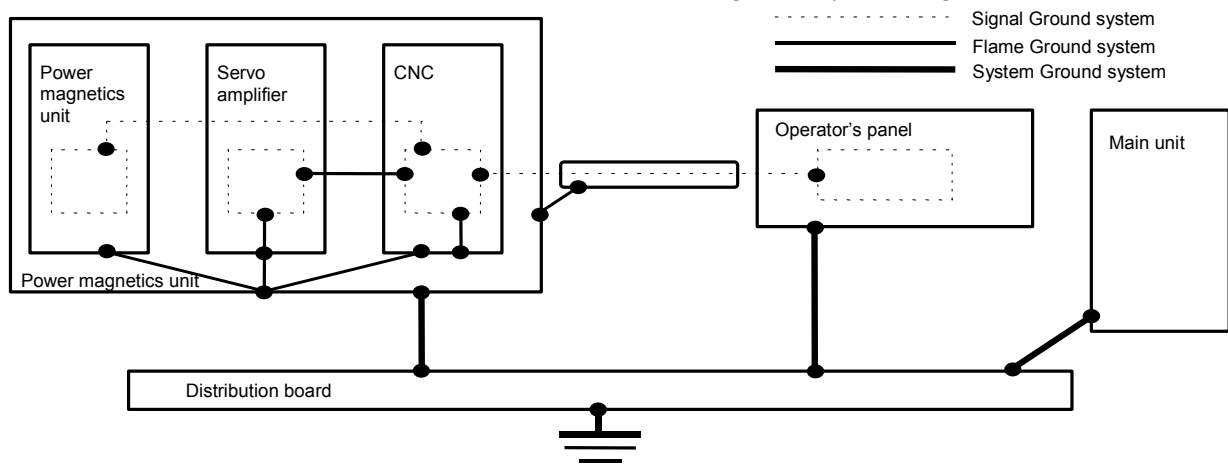 Signal Ground system
Flame Ground system
System Ground system
Power
magnetics
unit
Servo
amplifier
CNC
Operator’s panel
Main unit
Power magnetics unit
Distribution board